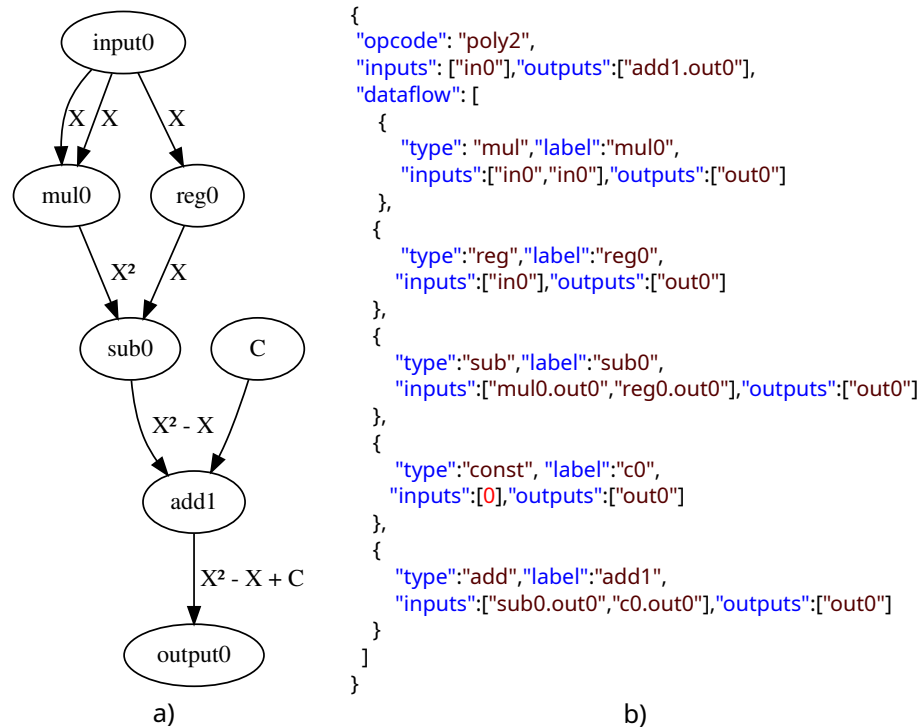 input0
X X X
mul0 reg0
X² X
sub0 C
X² - X
add1
X² - X + C
output0
a)
{
"opcode": "poly2",
"inputs": ["in0"],"outputs":["add1.out0"],
"dataflow": [
{
"type": "mul","label":"mul0",
"inputs":["in0","in0"],"outputs":["out0"]
},
{
"type":"reg","label":"reg0",
"inputs":["in0"],"outputs":["out0"]
},
{
"type":"sub","label":"sub0",
"inputs":["mul0.out0","reg0.out0"],"outputs":["out0"]
},
{
"type":"const", "label":"c0",
"inputs":[0],"outputs":["out0"]
},
{
"type":"add","label":"add1",
"inputs":["sub0.out0","c0.out0"],"outputs":["out0"]
}
]
}
b)